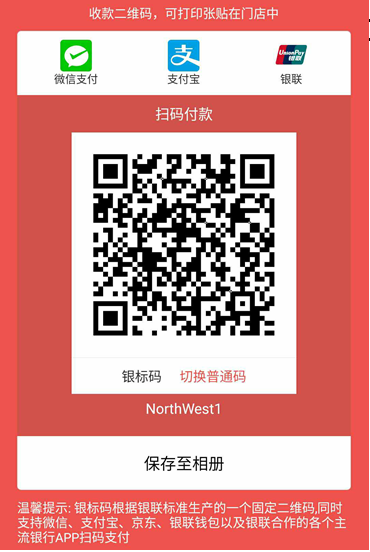 收款二维码，可打印张贴在门店中
微信支付
支付宝
UnionPay
银联
银联
扫码付款
银标码 切换普通码
NorthWest1
保存至相册
温馨提示: 银标码根据银联标准生产的一个固定二维码,同时
支持微信、支付宝、京东、银联钱包以及银联合作的各个主
流银行APP扫码支付